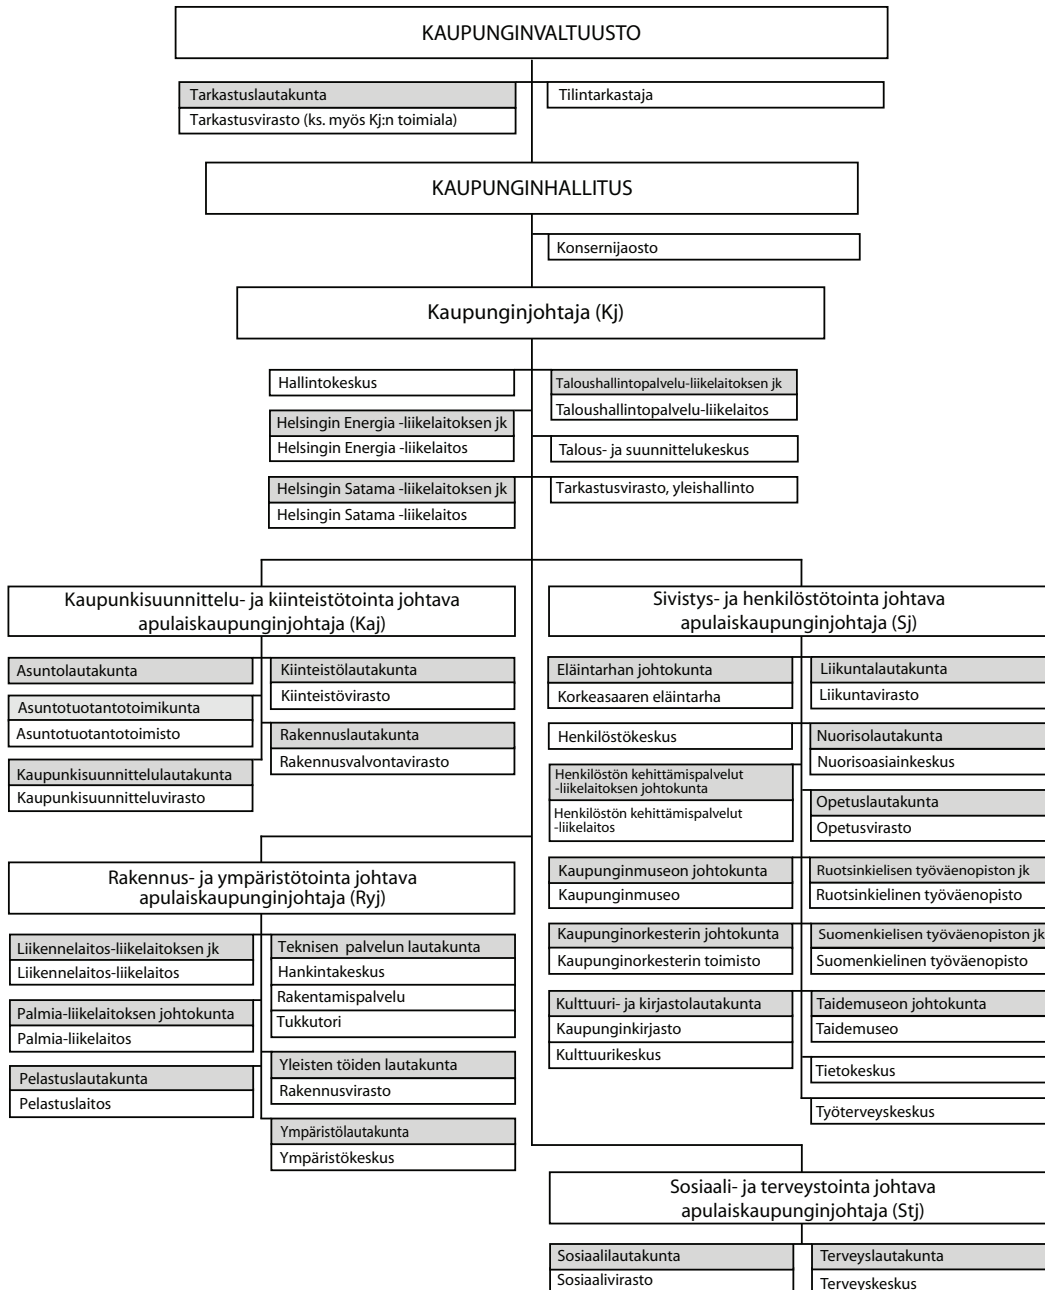 KAUPUNGINVALTUUSTO
Tarkastuslautakunta
Tarkastusvirasto (ks. myös Kj:n toimiala)
Tilintarkastaja
KAUPUNGINHALLITUS
Konsernijaosto
Kaupunginjohtaja (Kj)
Hallintokeskus
Helsingin Energia -liikelaitoksen jk
Helsingin Energia -liikelaitos
Helsingin Satama -liikelaitoksen jk
Helsingin Satama -liikelaitos
Taloushallintopalvelu-liikelaitoksen jk
Taloushallintopalvelu-liikelaitos
Talous- ja suunnittelukeskus
Tarkastusvirasto, yleishallinto
Kaupunkisuunnittelu- ja kiinteistötointa johtava
apulaiskaupunginjohtaja (Kaj)
Asuntolautakunta
Asuntotuotantotoimikunta
Asuntotuotantotoimisto
Kaupunkisuunnittelulautakunta
Kaupunkisuunnitteluvirasto
Kiinteistölautakunta
Kiinteistövirasto
Rakennuslautakunta
Rakennusvalvontavirasto
Sivistys- ja henkilöstötointa johtava
apulaiskaupunginjohtaja (Sj)
Eläintarhan johtokunta
Korkeasaaren eläintarha
Henkilöstökeskus
Henkilöstön kehittämispalvelut
-liikelaitoksen johtokunta
Henkilöstön kehittämispalvelut
-liikelaitos
Kaupunginmuseon johtokunta
Kaupunginmuseo
Kaupunginorkesterin johtokunta
Kaupunginorkesterin toimisto
Kulttuuri- ja kirjastolautakunta
Kaupunginkirjasto
Kulttuurikeskus
Liikuntalautakunta
Liikuntavirasto
Nuorisolautakunta
Nuorisoasiainkeskus
Opetuslautakunta
Opetusvirasto
Ruotsinkielisen työväenopiston jk
Ruotsinkielinen työväenopisto
Suomenkielisen työväenopiston jk
Suomenkielinen työväenopisto
Taidemuseon johtokunta
Taidemuseo
Tietokeskus
Työterveyskeskus
Rakennus- ja ympäristötointa johtava
apulaiskaupunginjohtaja (Ryj)
Liikennelaitos-liikelaitoksen jk
Liikennelaitos-liikelaitos
Palmia-liikelaitoksen johtokunta
Palmia-liikelaitos
Pelastuslautakunta
Pelastuslaitos
Teknisen palvelun lautakunta
Hankintakeskus
Rakentamispalvelu
Tukkutori
Yleisten töiden lautakunta
Rakennusvirasto
Ympäristölautakunta
Ympäristökeskus
Sosiaali- ja terveystointa johtava
apulaiskaupunginjohtaja (Stj)
Sosiaalilautakunta
Sosiaalivirasto
Terveyslautakunta
Terveyskeskus